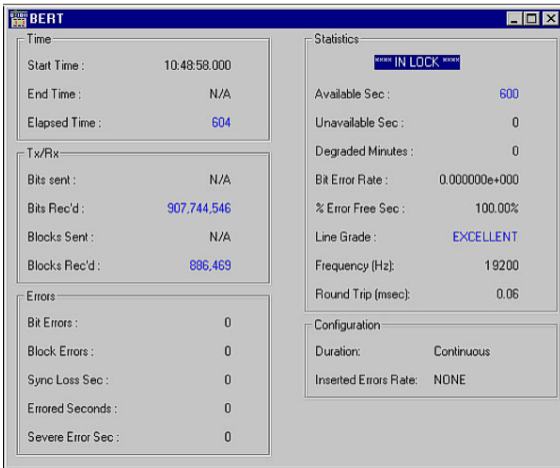 BERT
Time
Start Time : 10:48:58.000
End Time : N/A
Elapsed Time : 604
Tx/Rx
Bits sent : N/A
Bits Rec'd : 907,744,546
Blocks Sent : N/A
Blocks Rec'd : 886,469
Errors
Bit Errors : 0
Block Errors : 0
Sync Loss Sec : 0
Errored Seconds : 0
Severe Error Sec : 0
Statistics
**** IN LOCK ****
Available Sec : 600
Unavailable Sec : 0
Degraded Minutes : 0
Bit Error Rate : 0.000000e+000
% Error Free Sec : 100.00%
Line Grade : EXCELLENT
Frequency (Hz): 19200
Round Trip (msec): 0.06
Configuration
Duration: Continuous
Inserted Errors Rate: NONE